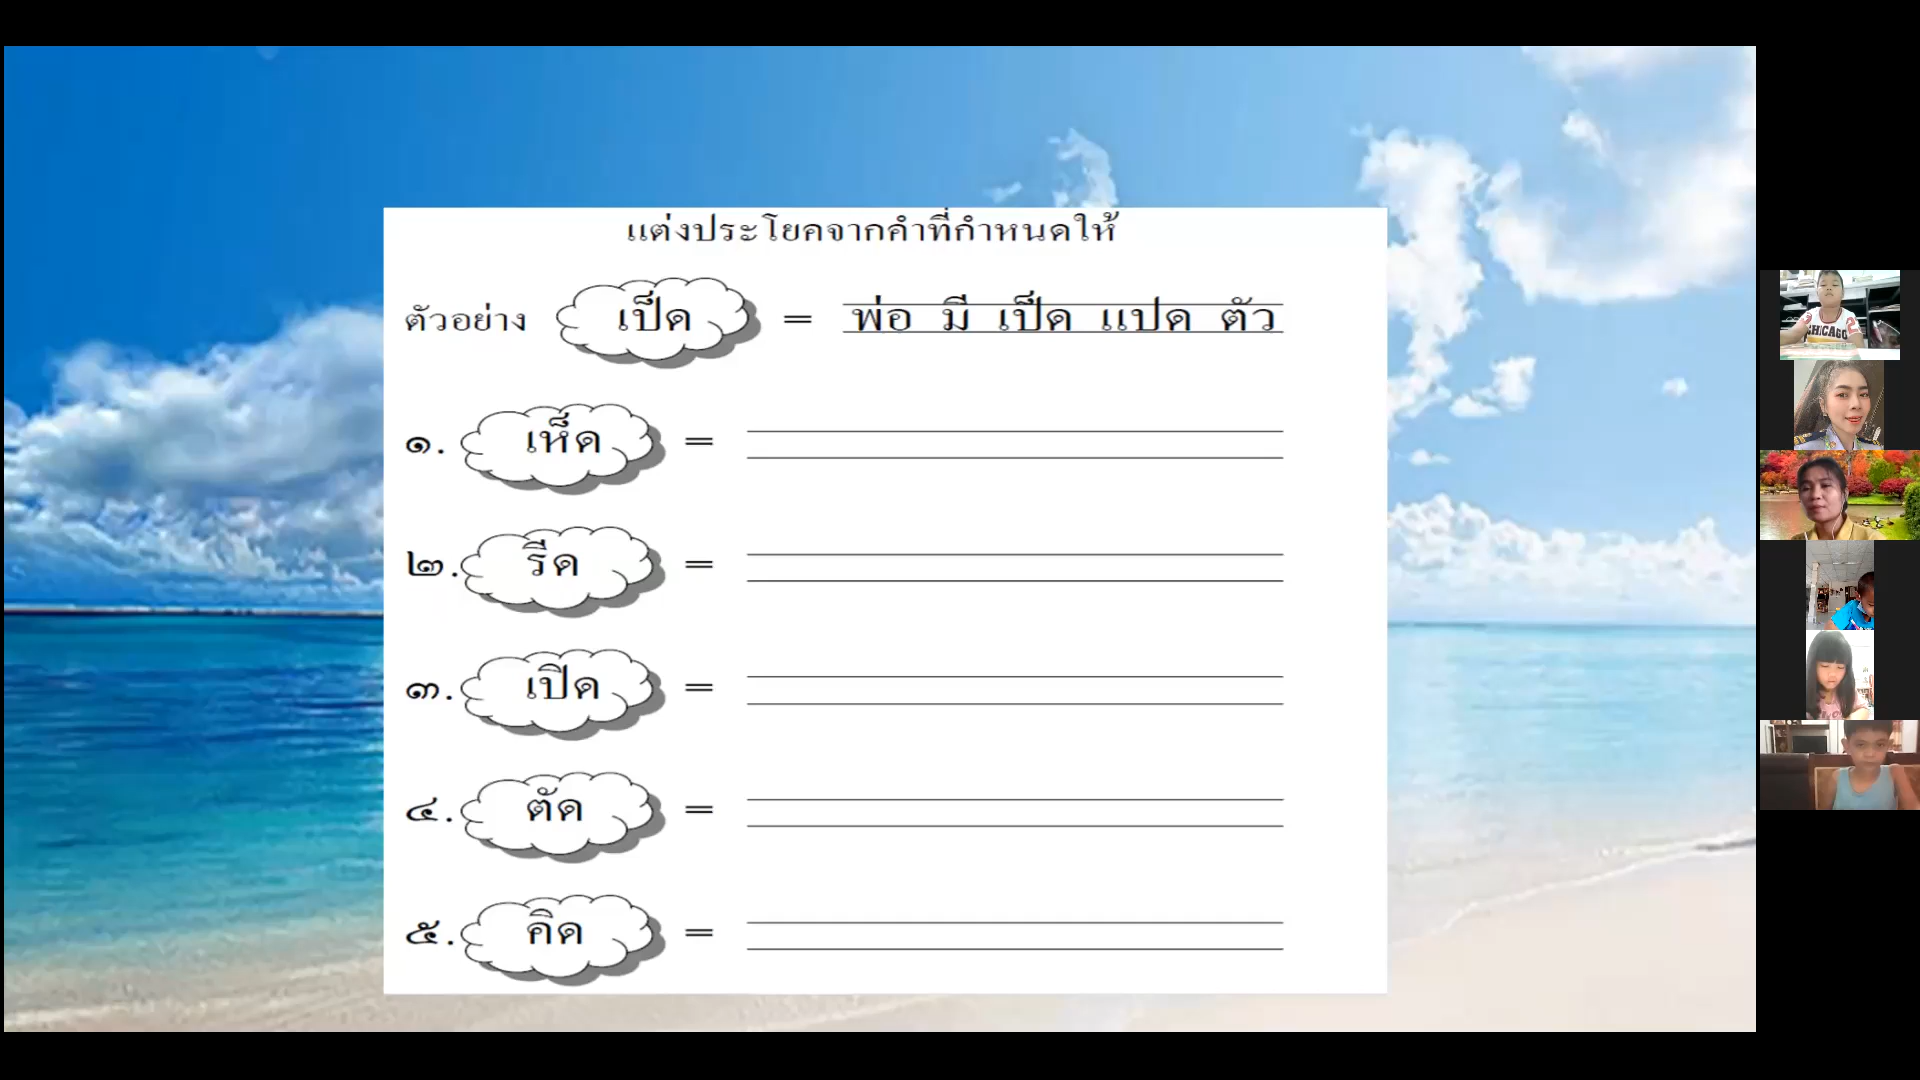 แต่งประโยคจากคำที่กำหนดให้
ตัวอย่าง เป็ด = พ่อ มี เป็ด แปด ตัว
๑. เห็ด =
๒. รีด =
๓. เปิด =
๔. ตัด =
๕. คิด =
CHICAGO